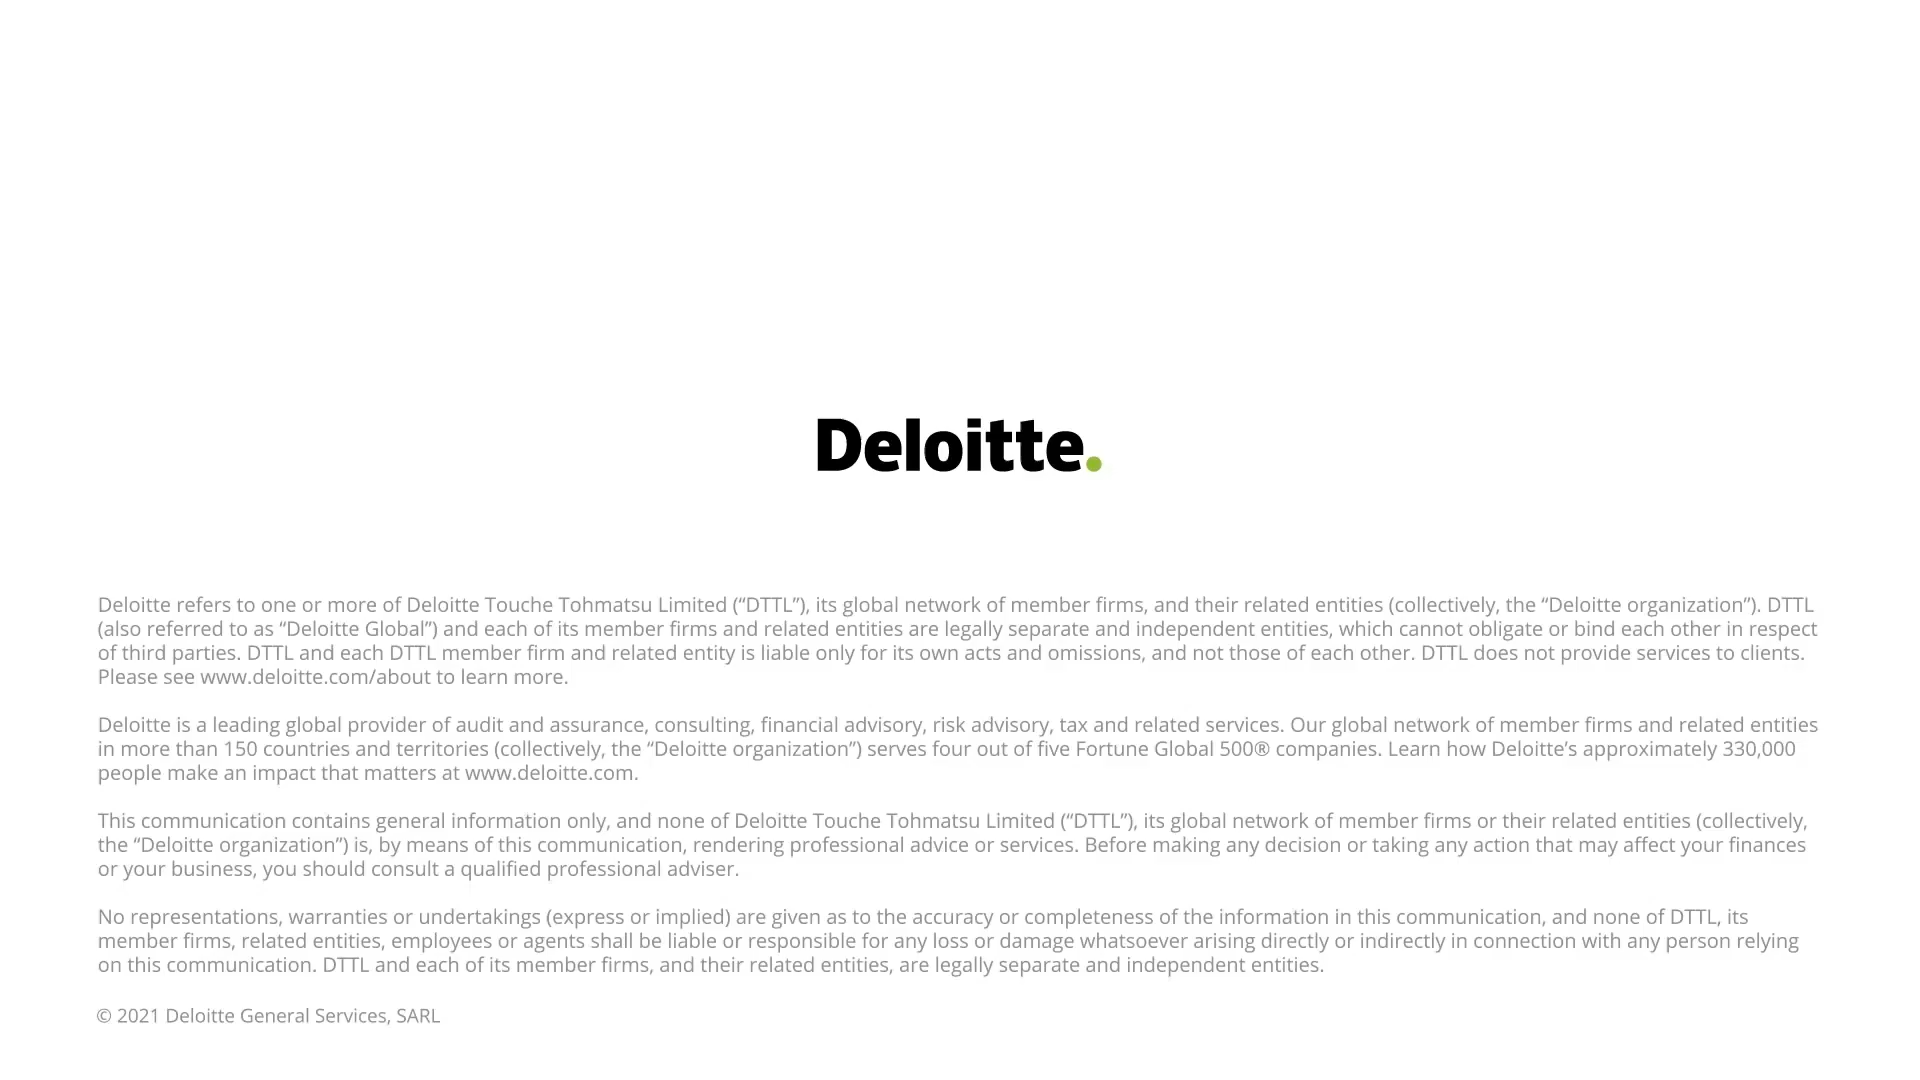 Deloitte.
Deloitte refers to one or more of Deloitte Touche Tohmatsu Limited (“DTTL”), its global network of member firms, and their related entities (collectively, the “Deloitte organization”). DTTL
(also referred to as “Deloitte Global”) and each of its member firms and related entities are legally separate and independent entities, which cannot obligate or bind each other in respect
of third parties. DTTL and each DTTL member firm and related entity is liable only for its own acts and omissions, and not those of each other. DTTL does not provide services to clients.
Please see www.deloitte.com/about to learn more.
Deloitte is a leading global provider of audit and assurance, consulting, financial advisory, risk advisory, tax and related services. Our global network of member firms and related entities
in more than 150 countries and territories (collectively, the “Deloitte organization”) serves four out of five Fortune Global 500® companies. Learn how Deloitte’s approximately 330,000
people make an impact that matters at www.deloitte.com.
This communication contains general information only, and none of Deloitte Touche Tohmatsu Limited (“DTTL”), its global network of member firms or their related entities (collectively,
the “Deloitte organization”) is, by means of this communication, rendering professional advice or services. Before making any decision or taking any action that may affect your finances
or your business, you should consult a qualified professional adviser.
No representations, warranties or undertakings (express or implied) are given as to the accuracy or completeness of the information in this communication, and none of DTTL, its
member firms, related entities, employees or agents shall be liable or responsible for any loss or damage whatsoever arising directly or indirectly in connection with any person relying
on this communication. DTTL and each of its member firms, and their related entities, are legally separate and independent entities.
© 2021 Deloitte General Services, SARL